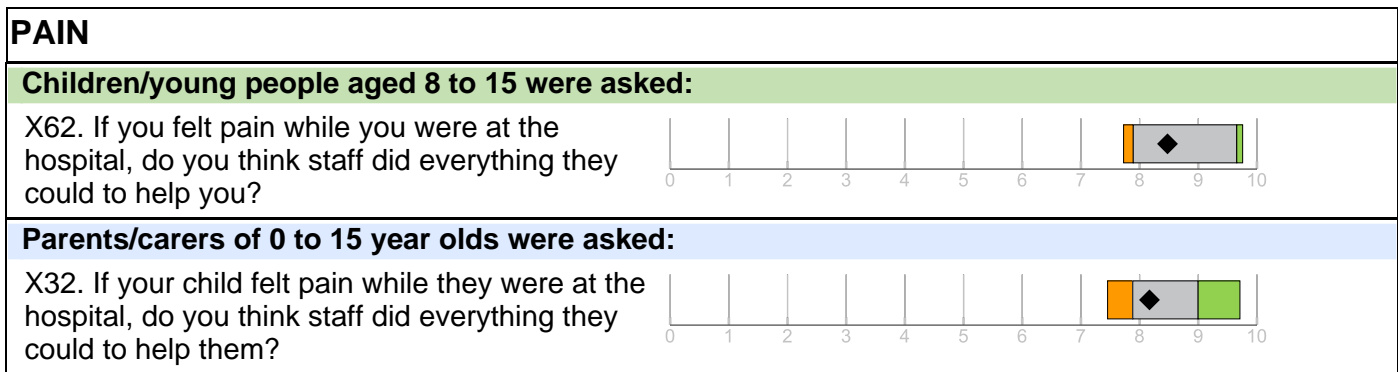 PAIN
Children/young people aged 8 to 15 were asked:
X62. If you felt pain while you were at the
hospital, do you think staff did everything they
could to help you?
0 1 2 3 4 5 6 7 8 9 10
Parents/carers of 0 to 15 year olds were asked:
X32. If your child felt pain while they were at the
hospital, do you think staff did everything they
could to help them?
0 1 2 3 4 5 6 7 8 9 10